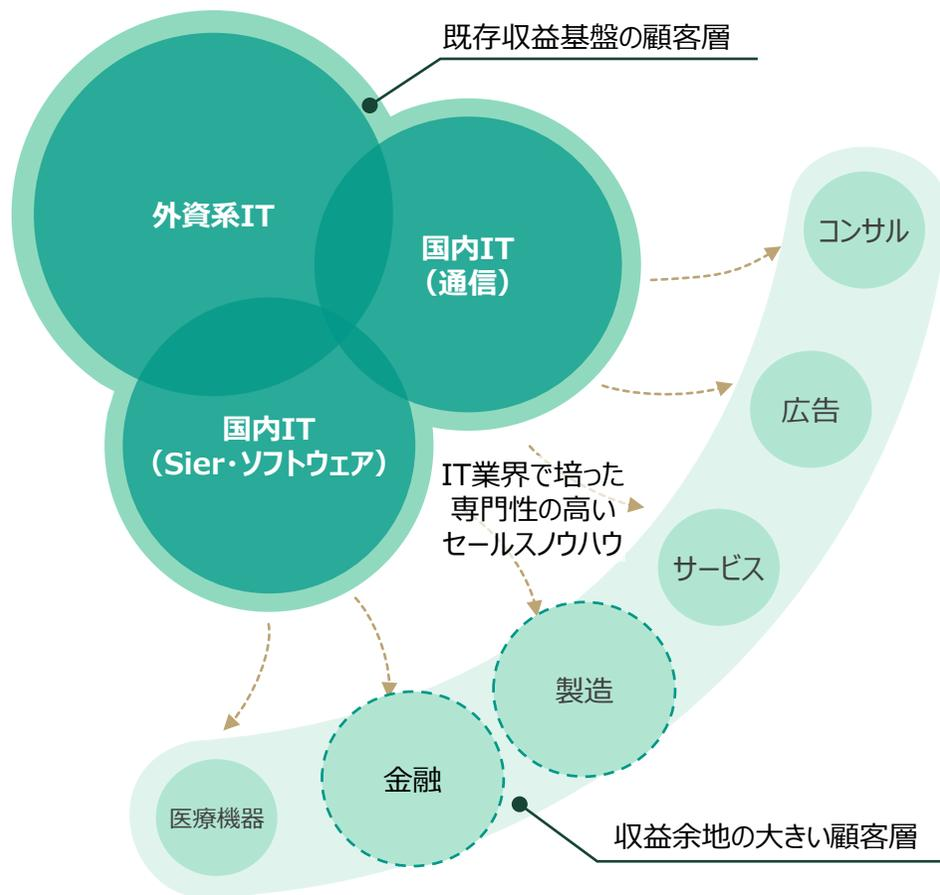 既存収益基盤の顧客層
外資系IT
国内IT
（通信）
国内IT
（Sier・ソフトウェア）
コンサル
広告
IT業界で培った
専門性の高い
セールスノウハウ
サービス
製造
金融
医療機器
収益余地の大きい顧客層